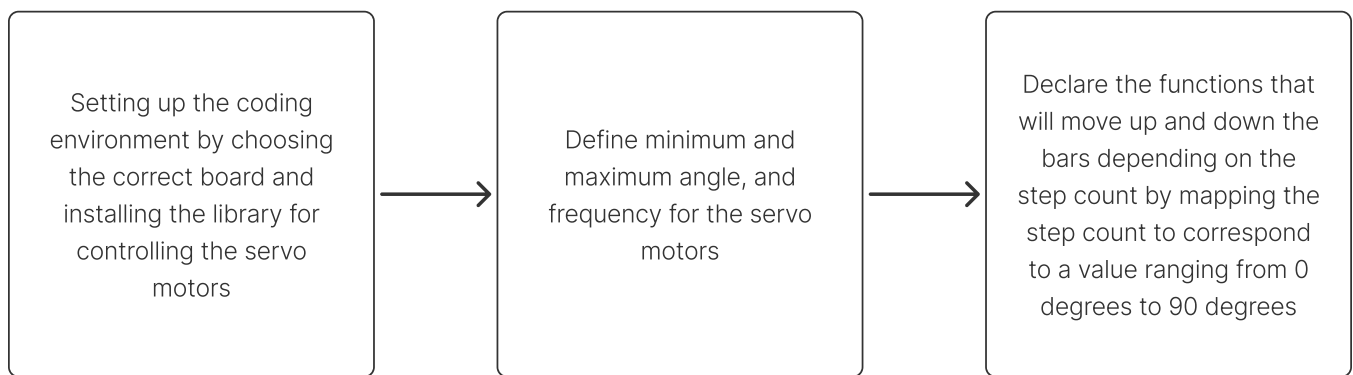 Setting up the coding
environment by choosing
the correct board and
installing the library for
controlling the servo
motors
Define minimum and
maximum angle, and
frequency for the servo
motors
Declare the functions that
will move up and down the
bars depending on the
step count by mapping the
step count to correspond
to a value ranging from 0
degrees to 90 degrees